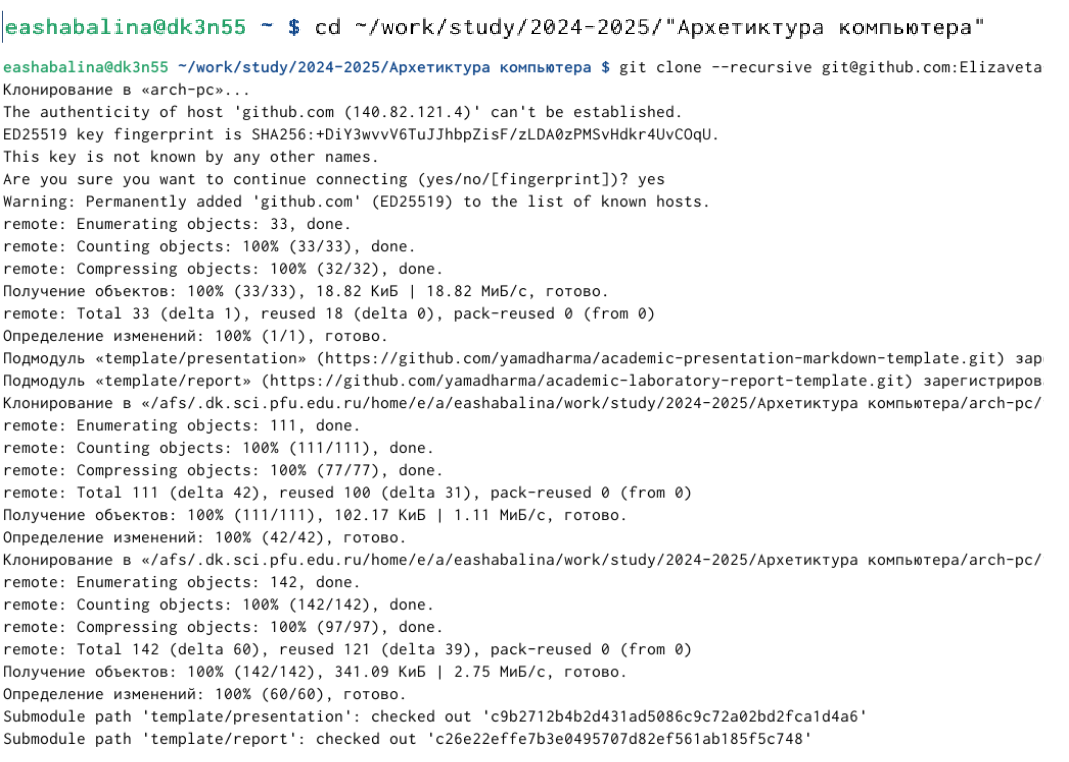 eashabalina@dk3n55 ~ $ cd ~/work/study/2024-2025/"Архетиктура компьютера"
eashabalina@dk3n55 ~/work/study/2024-2025/Архетиктура компьютера $ git clone --recursive git@github.com:Elizaveta
Клонирование в «arch-pc»...
The authenticity of host 'github.com (140.82.121.4)' can't be established.
ED25519 key fingerprint is SHA256:+DiY3wvvV6TuJJhbpZisF/zLDA0zPMSvHdkr4UvCOqU.
This key is not known by any other names.
Are you sure you want to continue connecting (yes/no/[fingerprint])? yes
Warning: Permanently added 'github.com' (ED25519) to the list of known hosts.
remote: Enumerating objects: 33, done.
remote: Counting objects: 100% (33/33), done.
remote: Compressing objects: 100% (32/32), done.
Получение объектов: 100% (33/33), 18.82 КиБ | 18.82 МиБ/с, готово.
remote: Total 33 (delta 1), reused 18 (delta 0), pack-reused 0 (from 0)
Определение изменений: 100% (1/1), готово.
Подмодуль «template/presentation» (https://github.com/yamadharma/academic-presentation-markdown-template.git) зар
Подмодуль «template/report» (https://github.com/yamadharma/academic-laboratory-report-template.git) зарегистриров
Клонирование в «/afs/.dk.sci.pfu.edu.ru/home/e/a/eashabalina/work/study/2024-2025/Архетиктура компьютера/arch-pc/
remote: Enumerating objects: 111, done.
remote: Counting objects: 100% (111/111), done.
remote: Compressing objects: 100% (77/77), done.
remote: Total 111 (delta 42), reused 100 (delta 31), pack-reused 0 (from 0)
Получение объектов: 100% (111/111), 102.17 КиБ | 1.11 МиБ/с, готово.
Определение изменений: 100% (42/42), готово.
Клонирование в «/afs/.dk.sci.pfu.edu.ru/home/e/a/eashabalina/work/study/2024-2025/Архетиктура компьютера/arch-pc/
remote: Enumerating objects: 142, done.
remote: Counting objects: 100% (142/142), done.
remote: Compressing objects: 100% (97/97), done.
remote: Total 142 (delta 60), reused 121 (delta 39), pack-reused 0 (from 0)
Получение объектов: 100% (142/142), 341.09 КиБ | 2.75 МиБ/с, готово.
Определение изменений: 100% (60/60), готово.
Submodule path 'template/presentation': checked out 'c9b2712b4b2d431ad5086c9c72a02bd2fca1d4a6'
Submodule path 'template/report': checked out 'c26e22effe7b3e0495707d82ef561ab185f5c748'